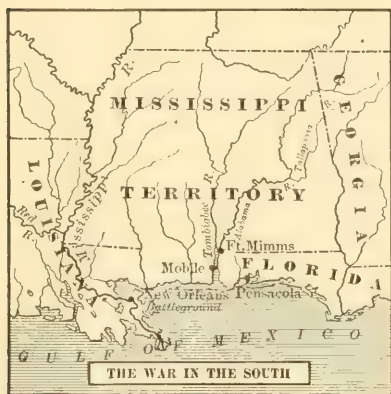 R.
MISSISSIPPI
GEORGIA
R.
Tallapoosa
R.
LOUISIANA
Red
R.
Mississippi
R.
TERRITORY
Tombigbee R.
Alabama
Ft. Mimms
Mobile
FLORIDA
New Orleans
Battleground
Pensacola
GULF OF MEXICO
THE WAR IN THE SOUTH